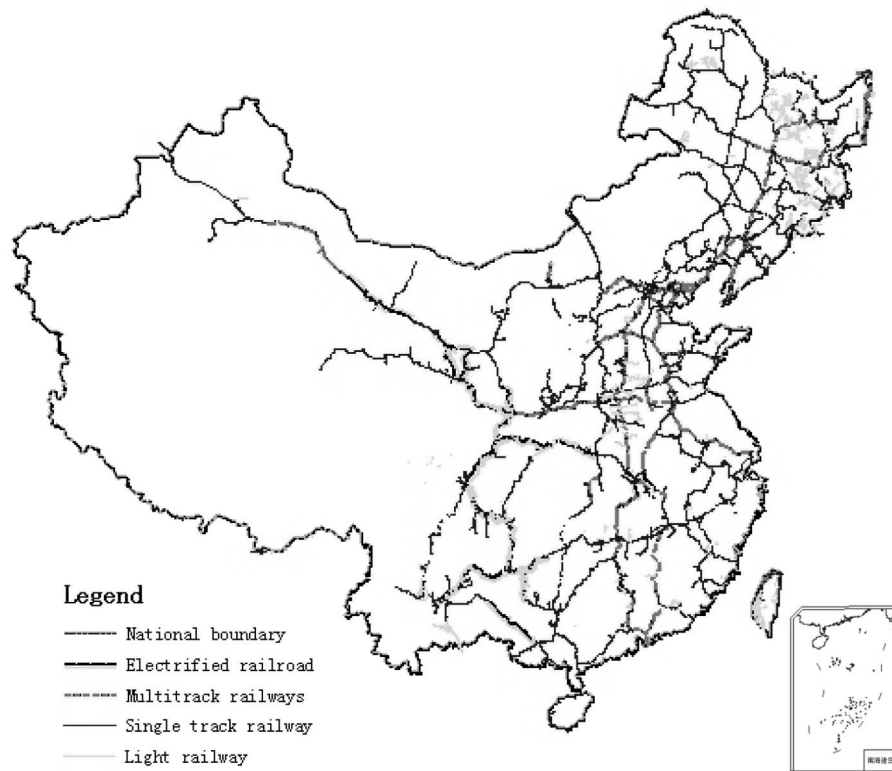 Legend
National boundary
Electrified railroad
Multitrack railways
Single track railway
Light railway